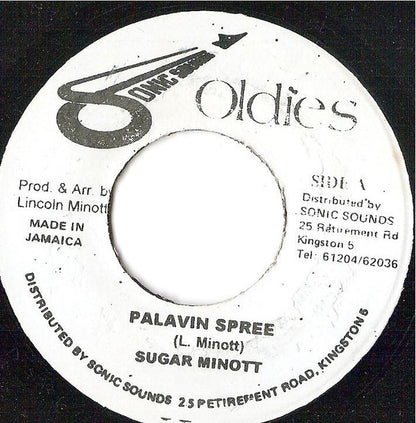 SONIC SOUNDS
Oldies
Prod. & Arr. by
Lincoln Minott
MADE IN
JAMAICA
SIDE A
Distributed by
SONIC SOUNDS
25 Retirement Rd
Kingston 5
Tel: 61204/62036
PALAVIN SPREE
(L. Minott)
SUGAR MINOTT
DISTRIBUTED BY SONIC SOUNDS 25 PETIREMENT ROAD, KINGSTON 5